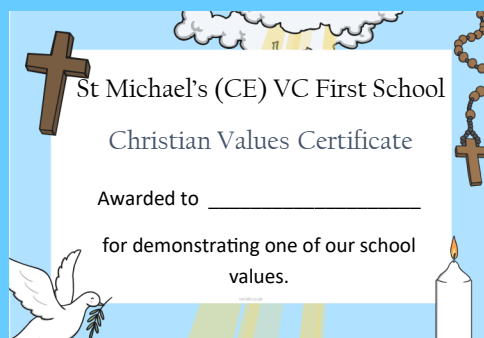 St Michael's (CE) VC First School
Christian Values Certificate
Awarded to ____________________
for demonstrating one of our school
values.